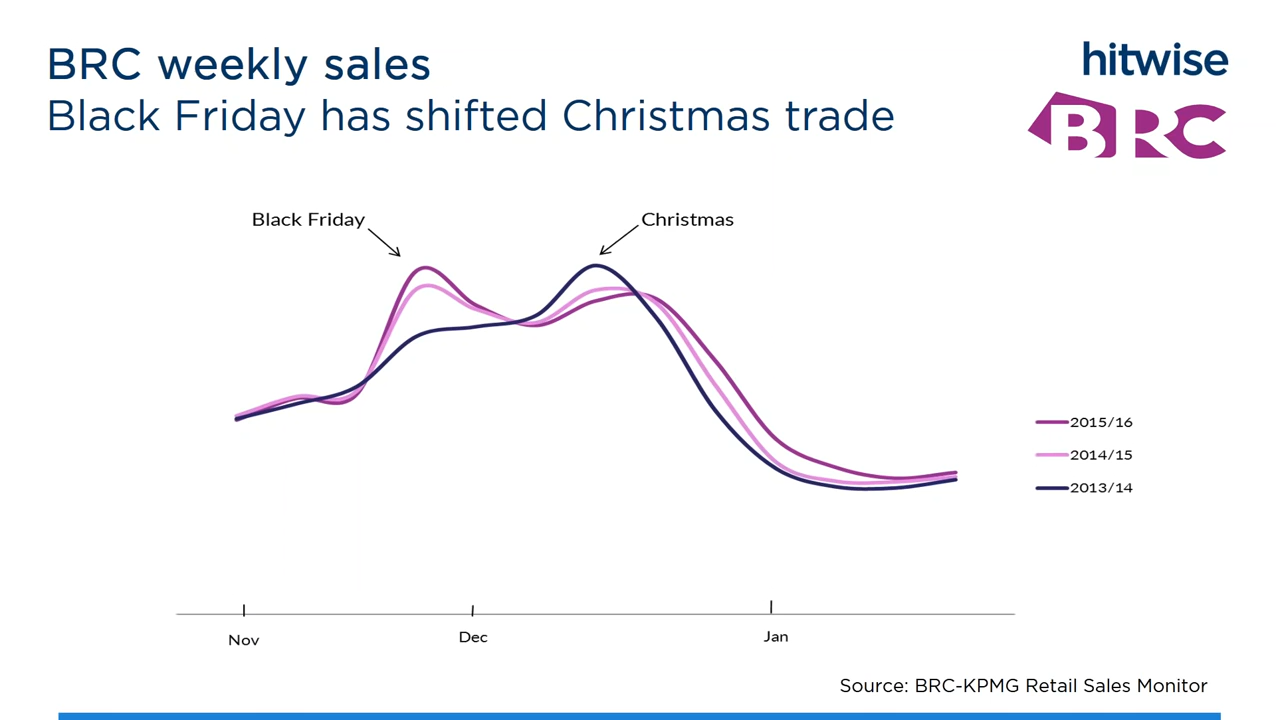 BRC weekly sales
Black Friday has shifted Christmas trade
hitwise
BRC
Black Friday
Christmas
2015/16
2014/15
2013/14
Nov
Dec
Jan
Source: BRC-KPMG Retail Sales Monitor